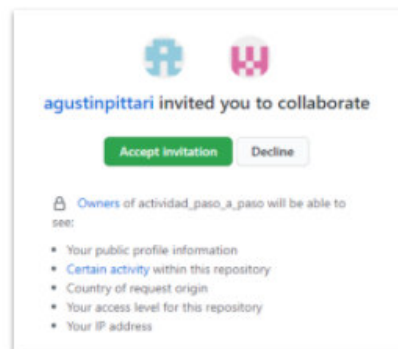 agustinpittari invited you to collaborate
Accept invitation Decline
Owners of actividad_paso_a_paso will be able to
see:
Your public profile information
Certain activity within this repository
Country of request origin
Your access level for this repository
Your IP address